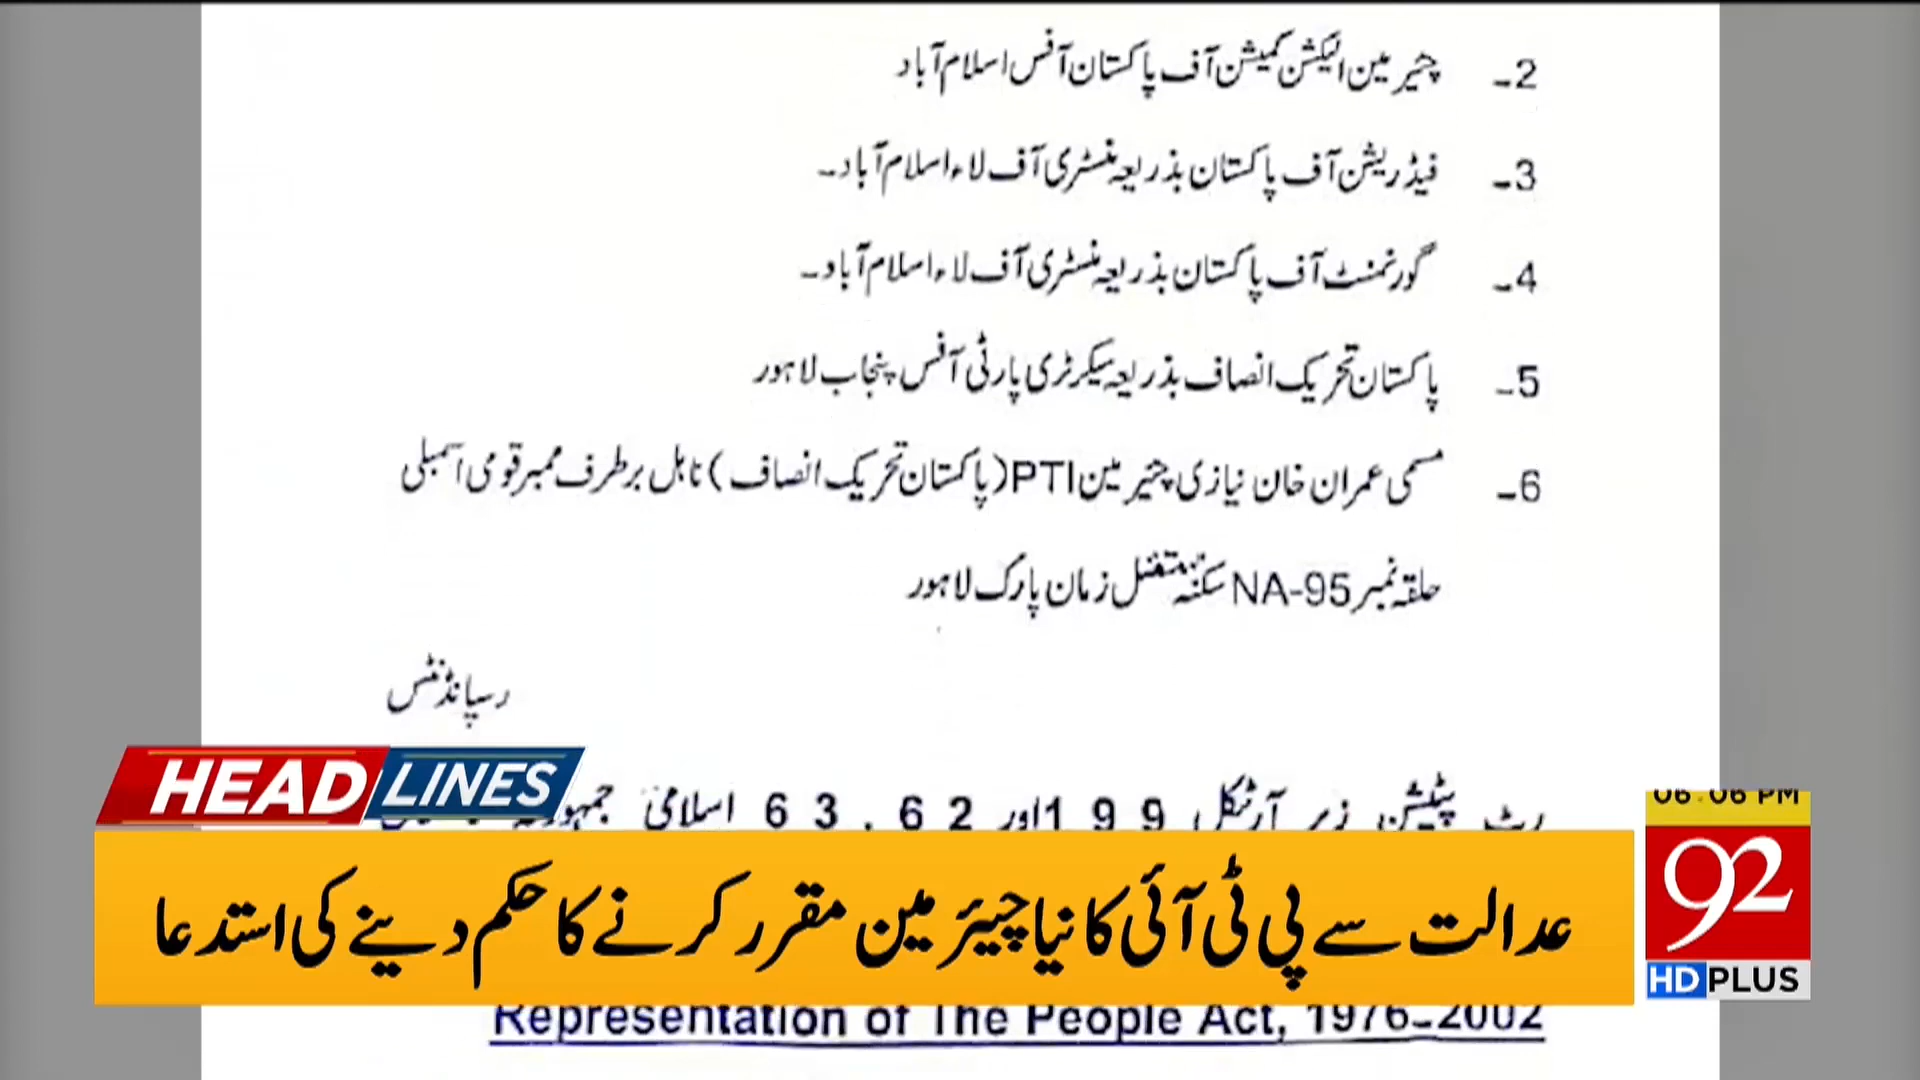 2۔ چیئرمین الیکشن کمیشن آف پاکستان آفس اسلام آباد
3۔ فیڈریشن آف پاکستان بذریعہ منسٹری آف لاء اسلام آباد۔
4۔ گورنمنٹ آف پاکستان بذریعہ منسٹری آف لاء اسلام آباد۔
5۔ پاکستان تحریک انصاف بذریعہ سیکرٹری پارٹی آفس پنجاب لاہور
6۔ مسمی عمران خان نیازی چیئرمین PTI (پاکستان تحریک انصاف) نااہل برطرف ممبر قومی اسمبلی
حلقہ نمبر NA-95 سکنہ متصل زمان پارک لاہور
رسپانڈنٹس
HEADLINES
رٹ پٹیشن زیر آرٹیکل 199 اور 62 ، 63 اسلامی
06:06 PM
عدالت سے پی ٹی آئی کا نیا چیئرمین مقرر کرنے کا حکم دینے کی استدعا
92
HD PLUS
Representation of The People Act, 1976-2002